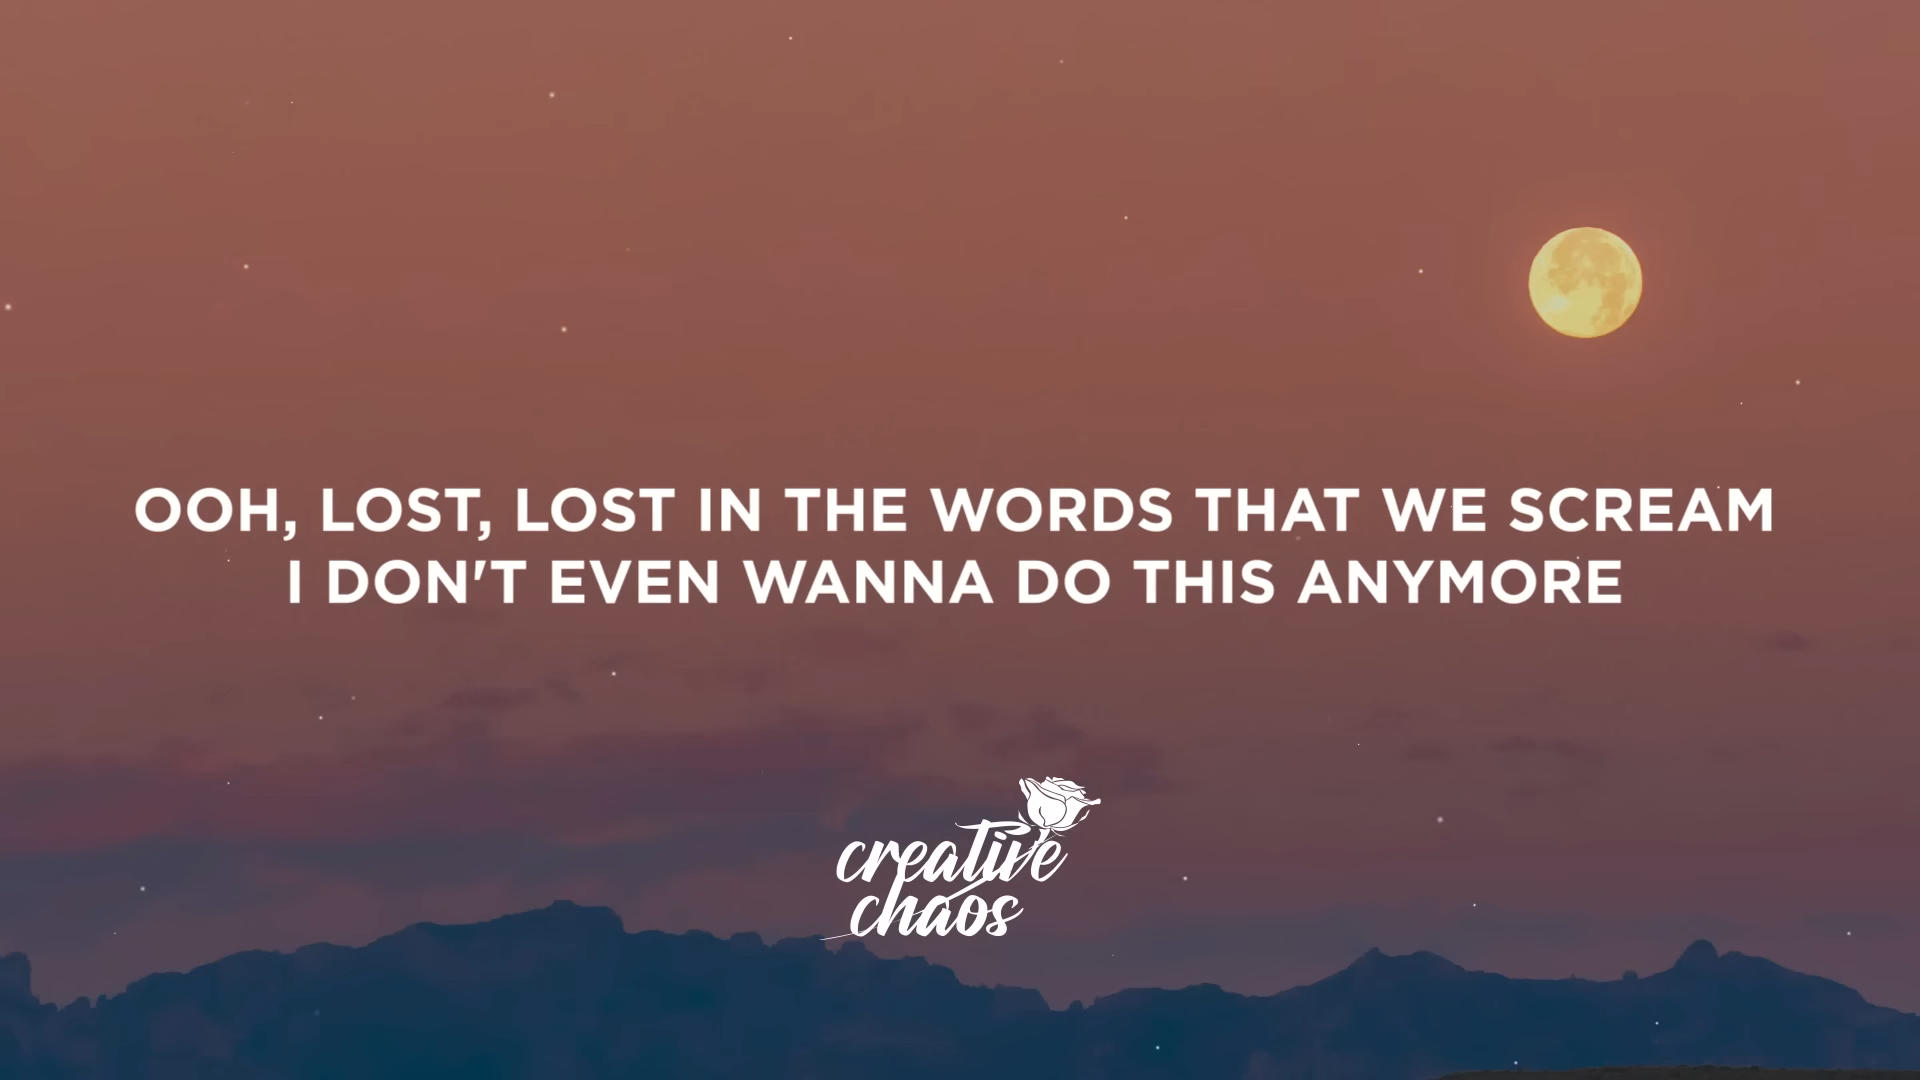 OOH, LOST, LOST IN THE WORDS THAT WE SCREAM
I DON'T EVEN WANNA DO THIS ANYMORE
creative
chaos